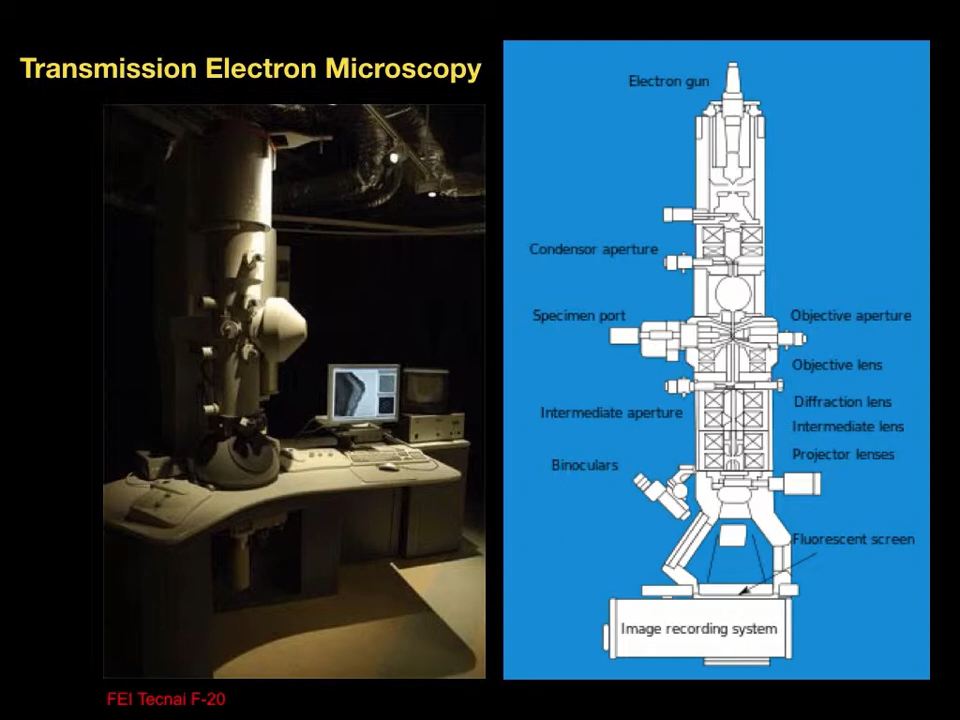 Transmission Electron Microscopy
Electron gun
Condensor aperture
Specimen port
Objective aperture
Objective lens
Diffraction lens
Intermediate aperture
Intermediate lens
Projector lenses
Binoculars
Fluorescent screen
Image recording system
FEI Tecnai F-20